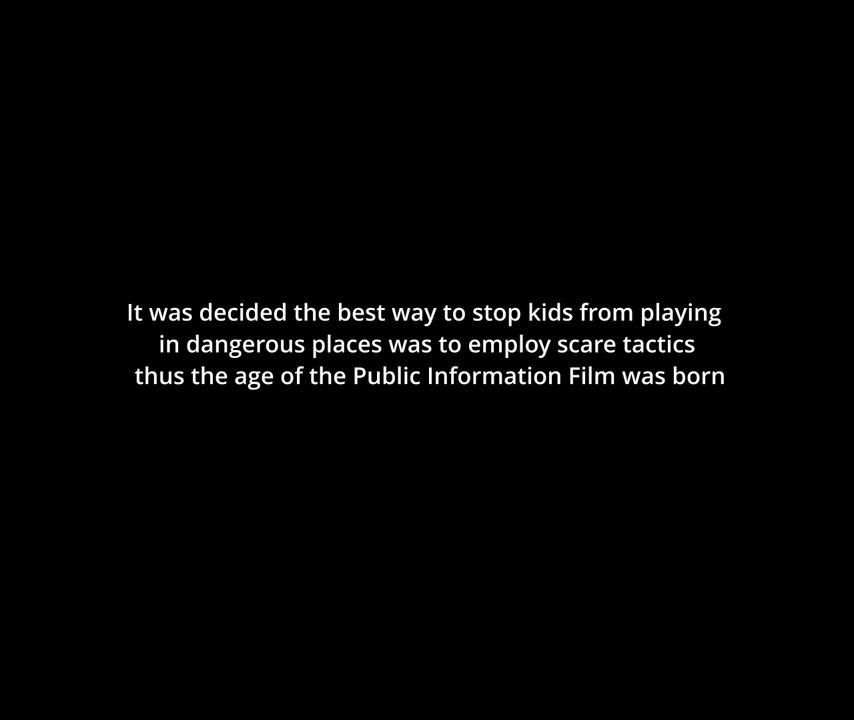 It was decided the best way to stop kids from playing
in dangerous places was to employ scare tactics
thus the age of the Public Information Film was born